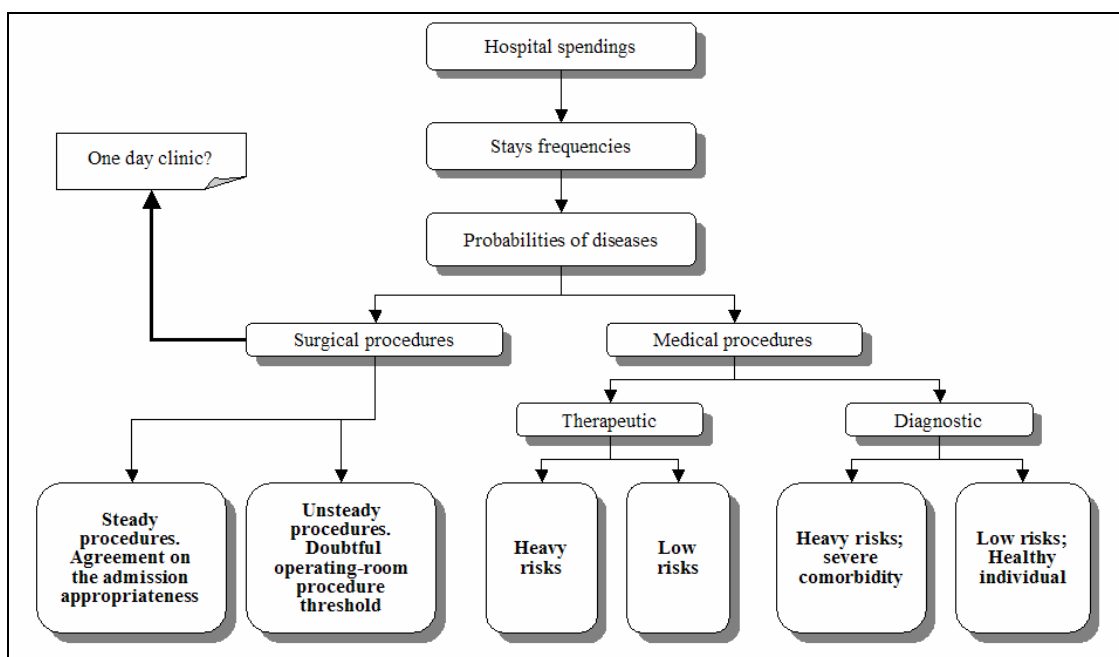 Hospital spendings
Stays frequencies
One day clinic?
Probabilities of diseases
Surgical procedures
Medical procedures
Therapeutic
Diagnostic
Steady
procedures.
Agreement on
the admission
appropriateness
Unsteady
procedures.
Doubtful
operating-room
procedure
threshold
Heavy
risks
Low
risks
Heavy risks;
severe
comorbidity
Low risks;
Healthy
individual